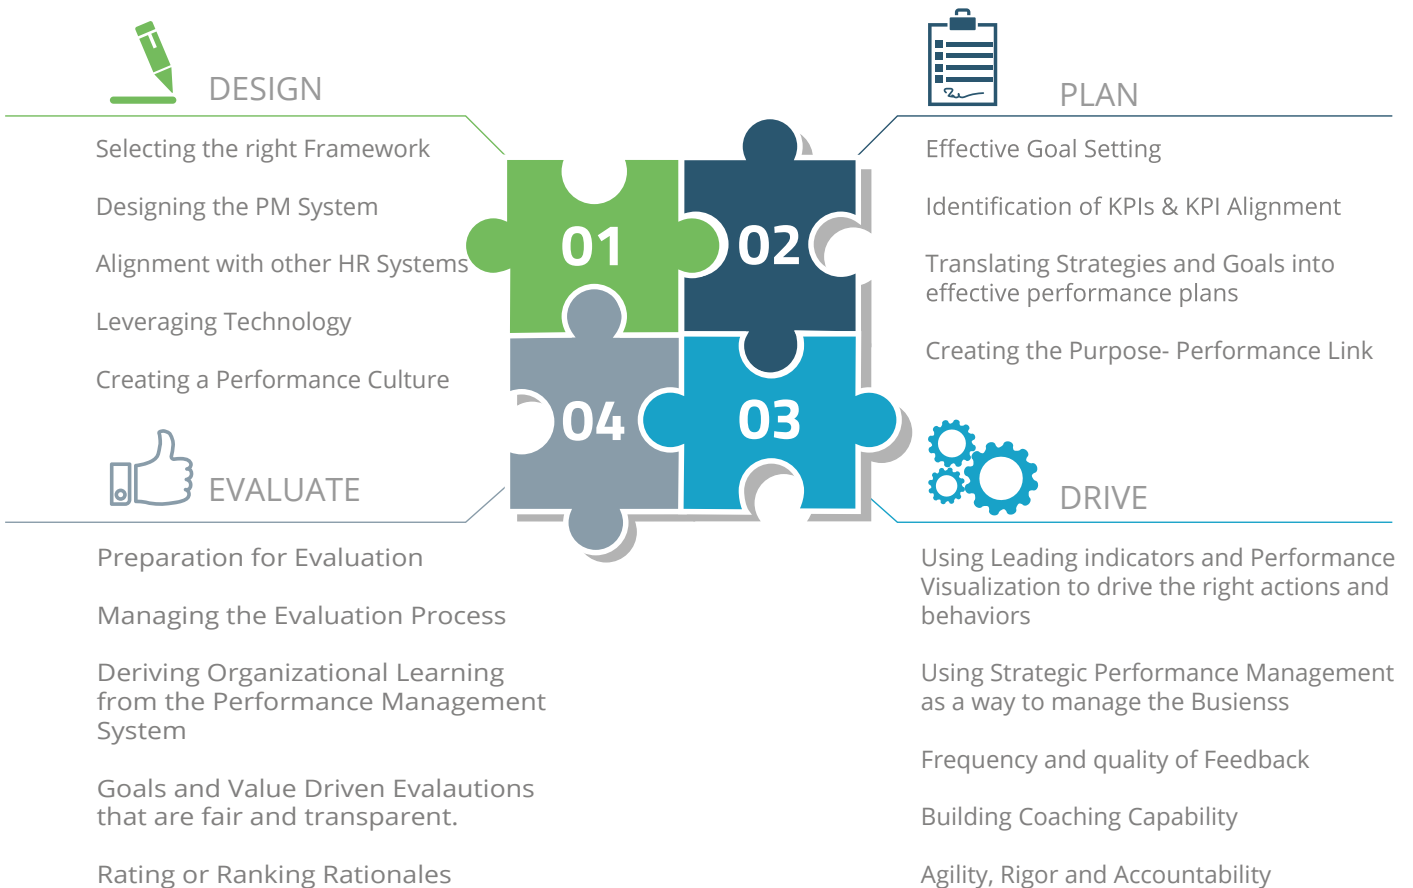 DESIGN
Selecting the right Framework
Designing the PM System
Alignment with other HR Systems
Leveraging Technology
Creating a Performance Culture
01
PLAN
Effective Goal Setting
Identification of KPIs & KPI Alignment
Translating Strategies and Goals into
effective performance plans
Creating the Purpose- Performance Link
02
EVALUATE
Preparation for Evaluation
Managing the Evaluation Process
Deriving Organizational Learning
from the Performance Management
System
Goals and Value Driven Evalautions
that are fair and transparent.
Rating or Ranking Rationales
04
03
DRIVE
Using Leading indicators and Performance
Visualization to drive the right actions and
behaviors
Using Strategic Performance Management
as a way to manage the Busienss
Frequency and quality of Feedback
Building Coaching Capability
Agility, Rigor and Accountability